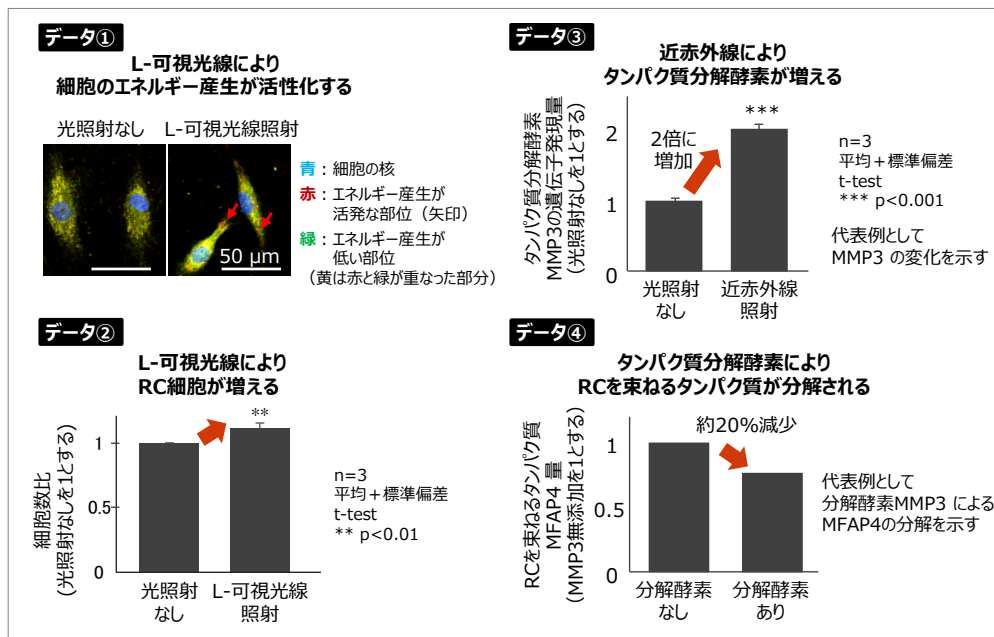 データ①
L-可視光線により
細胞のエネルギー産生が活性化する
光照射なし L-可視光線照射
50 μm
青：細胞の核
赤：エネルギー産生が
活発な部位（矢印）
緑：エネルギー産生が
低い部位
（黄は赤と緑が重なった部分）
データ②
L-可視光線により
RC細胞が増える
細胞数比
(光照射なしを1とする)
1
0.5
0
**
光照射
なし
L-可視光線
照射
n=3
平均＋標準偏差
t-test
** p<0.01
データ③
近赤外線により
タンパク質分解酵素が増える
タンパク質分解酵素
MMP3の遺伝子発現量
(光照射なしを1とする)
2
1
0
2倍に
増加
***
光照射
なし
近赤外線
照射
n=3
平均＋標準偏差
t-test
*** p<0.001
代表例として
MMP3 の変化を示す
データ④
タンパク質分解酵素により
RCを束ねるタンパク質が分解される
RCを束ねるタンパク質
MFAP4 量
(MMP3無添加を1とする)
1
0.5
0
約20%減少
分解酵素
なし
分解酵素
あり
代表例として
分解酵素MMP3 による
MFAP4の分解を示す